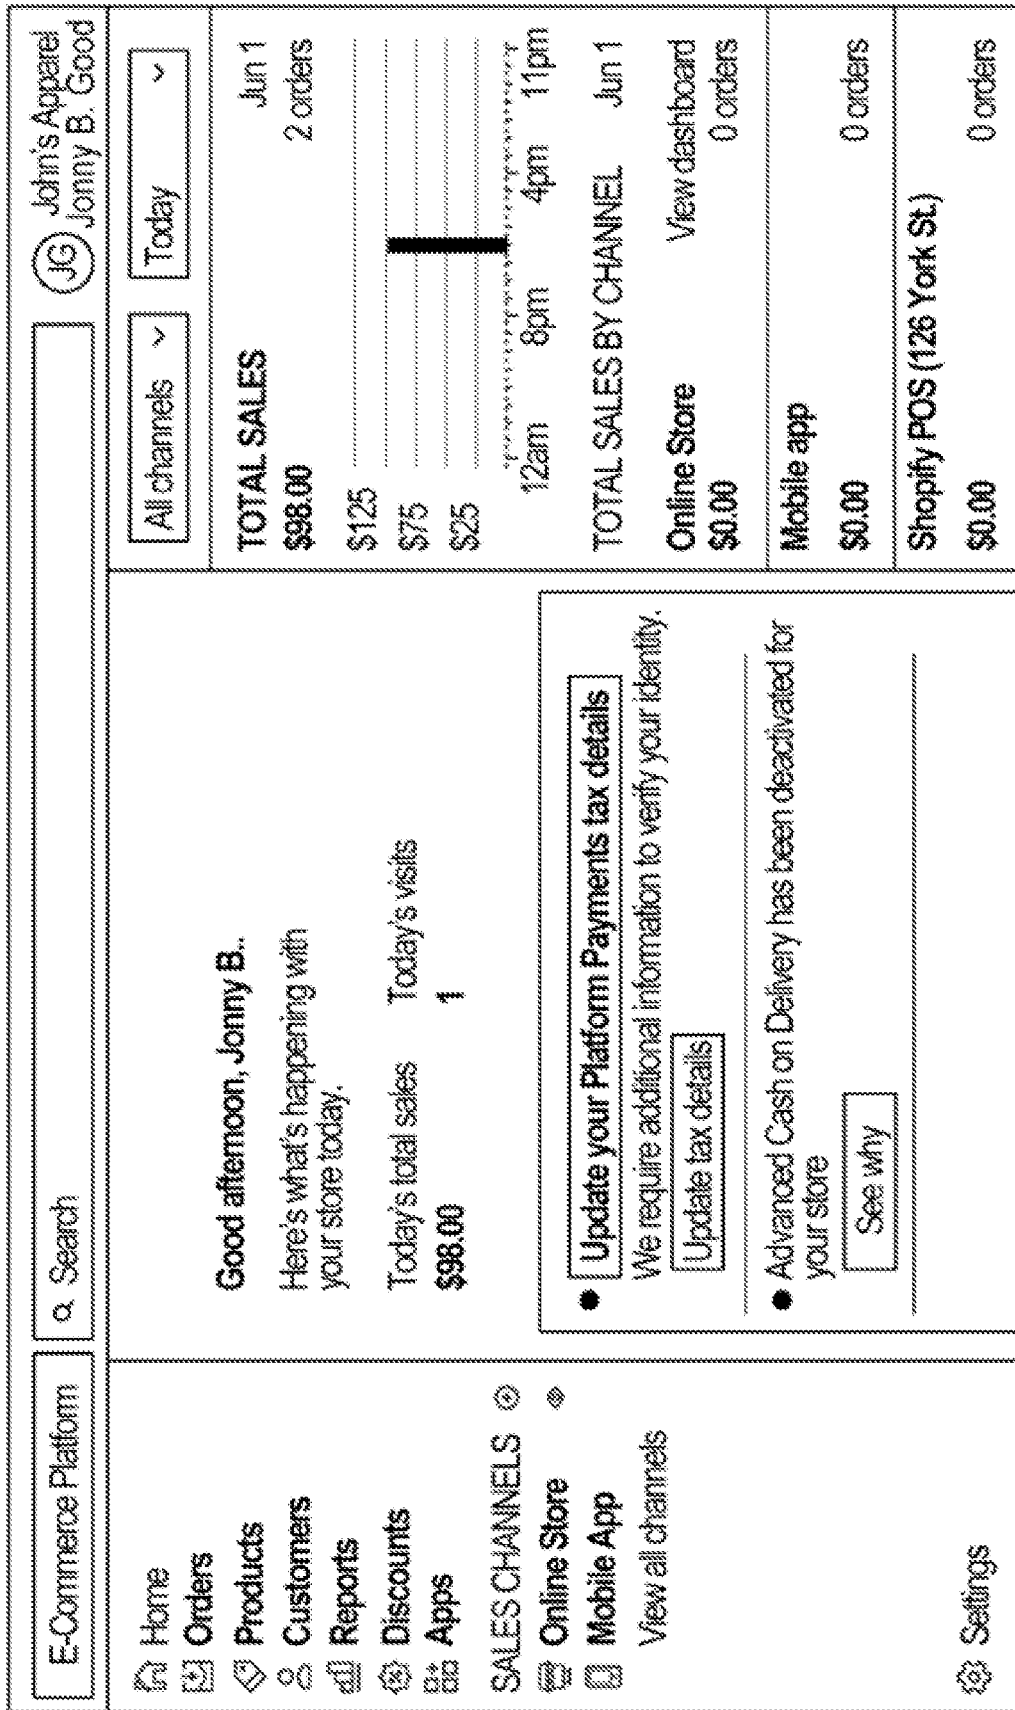 E-Commerce Platform
Search
JG
John's Apparel
Jonny B. Good
Home
Orders
Products
Customers
Reports
Discounts
Apps
SALES CHANNELS
Online Store
Mobile App
View all channels
Settings
Good afternoon, Jonny B..
Here's what's happening with
your store today.
Today's total sales Today's visits
$98.00 1
Update your Platform Payments tax details
We require additional information to verify your identity.
Update tax details
Advanced Cash on Delivery has been deactivated for
your store
See why
All channels Today
TOTAL SALES Jun 1
$98.00 2 orders
$125
$75
$25
12am 8pm 4pm 11pm
TOTAL SALES BY CHANNEL Jun 1
Online Store View dashboard
$0.00 0 orders
Mobile app
$0.00 0 orders
Shopify POS (126 York St.)
$0.00 0 orders